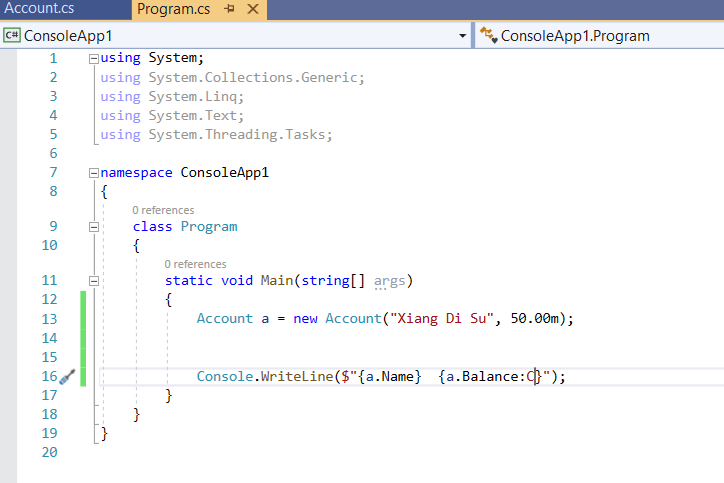 Account.cs Program.cs
C# ConsoleApp1 ConsoleApp1.Program
1 using System;
2 using System.Collections.Generic;
3 using System.Linq;
4 using System.Text;
5 using System.Threading.Tasks;
6
7 namespace ConsoleApp1
8 {
0 references
9 class Program
10 {
0 references
11 static void Main(string[] args)
12 {
13 Account a = new Account("Xiang Di Su", 50.00m);
14
15
16 Console.WriteLine($"{a.Name}  {a.Balance:C}");
17 }
18 }
19 }
20